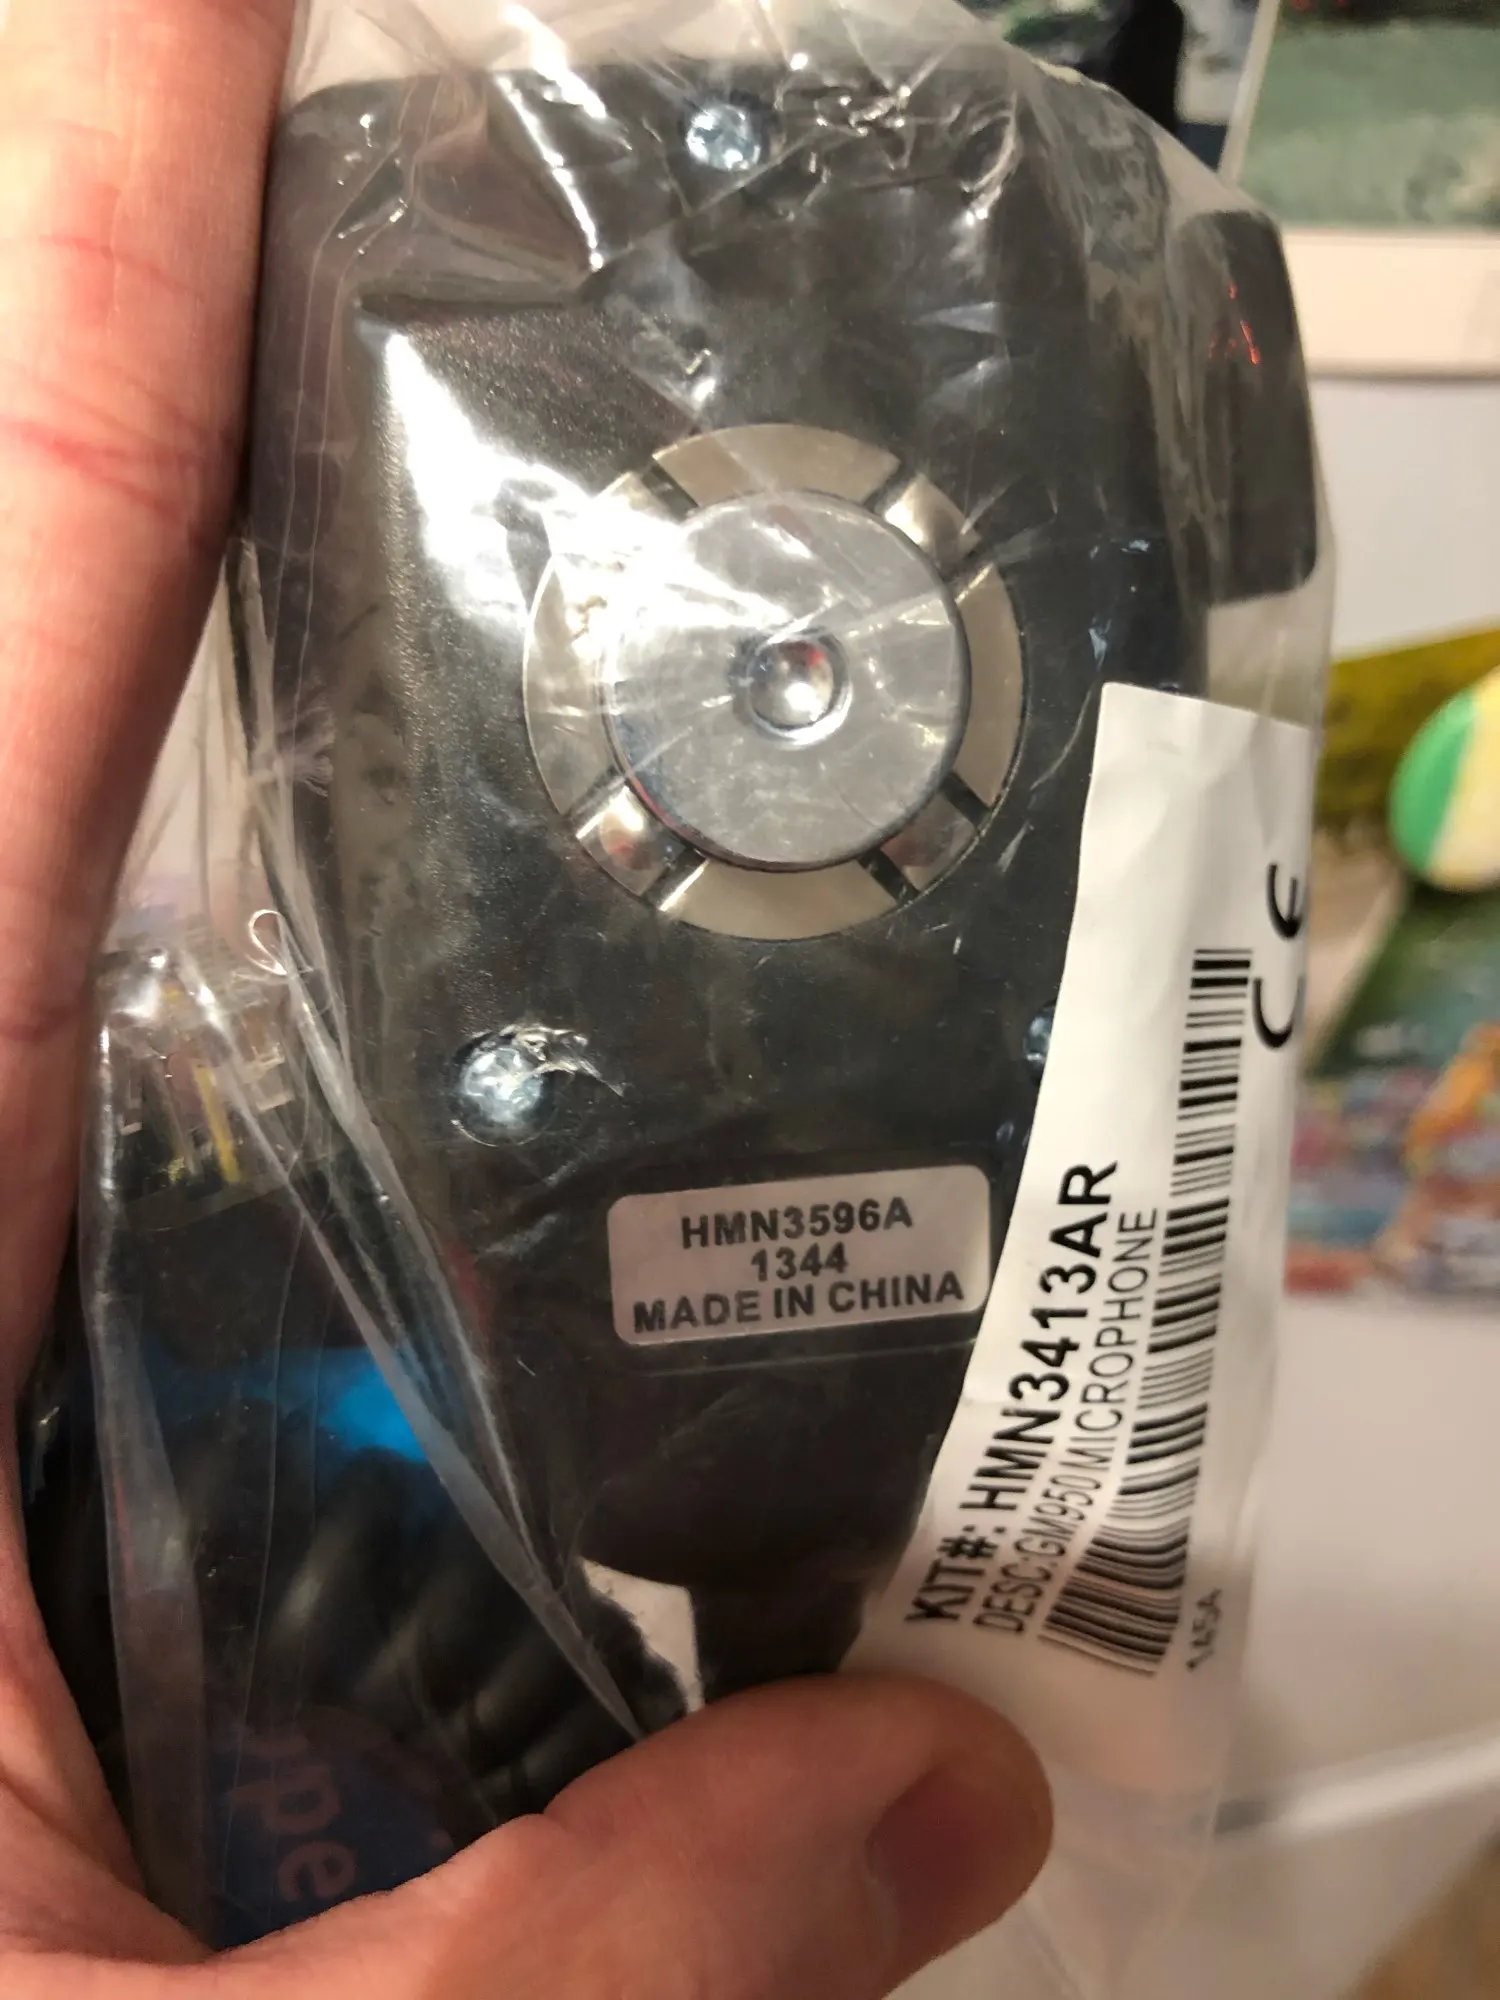 HMN3596A
1344
MADE IN CHINA
KIT#: HMN3413AR
DESC:GM950 MICROPHONE
CE